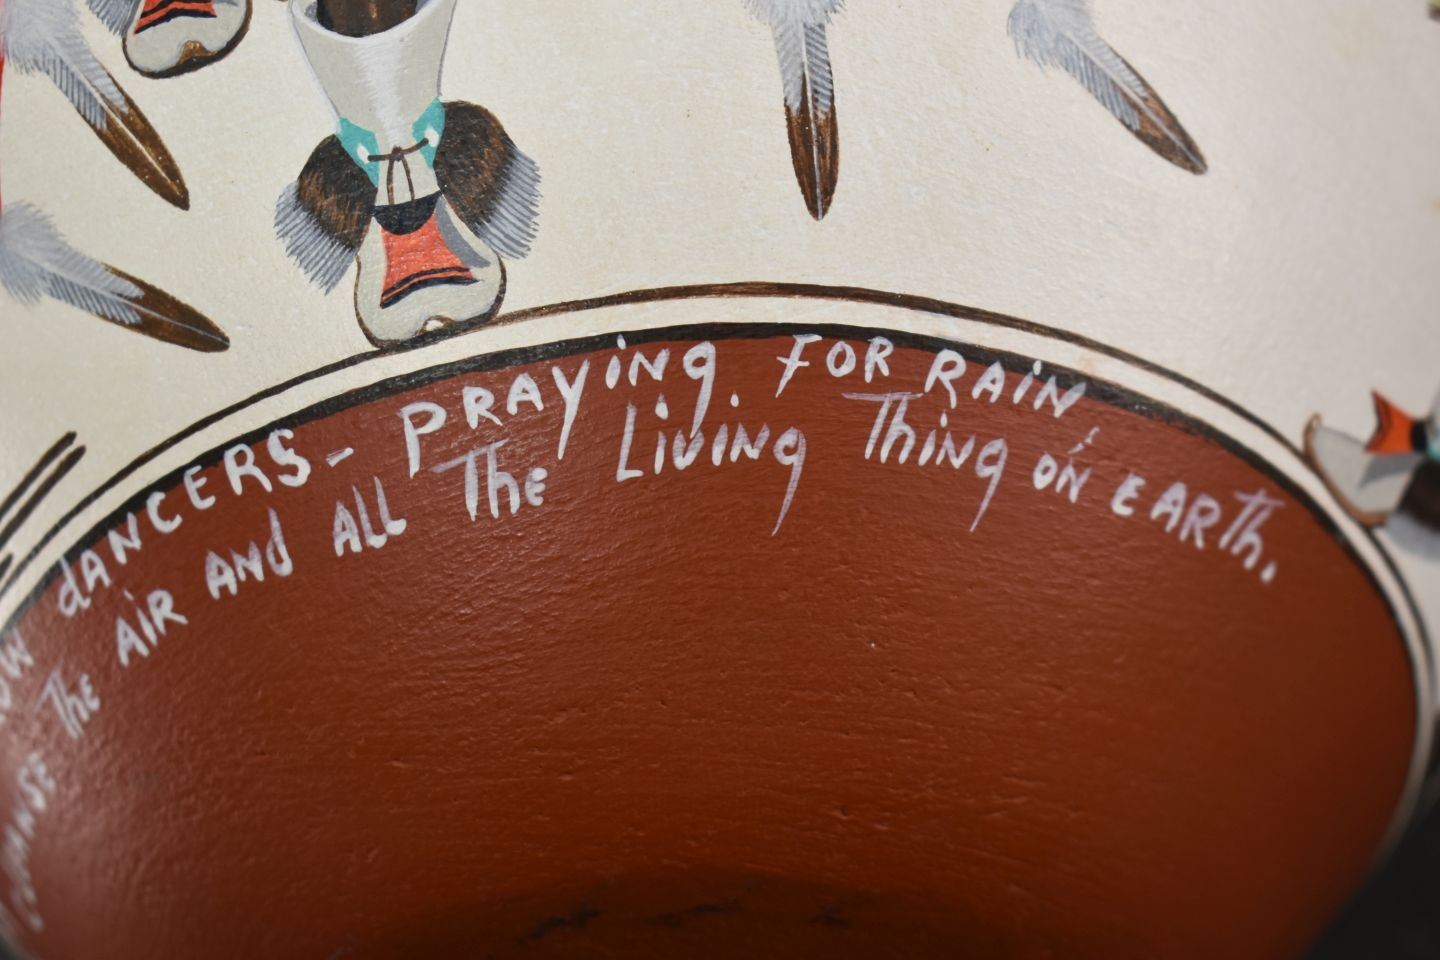 dANCERS - PRAYiNg. FOR RAiN
ThE AiR ANd ALL ThE LiViNg ThiNg ON EARTh.